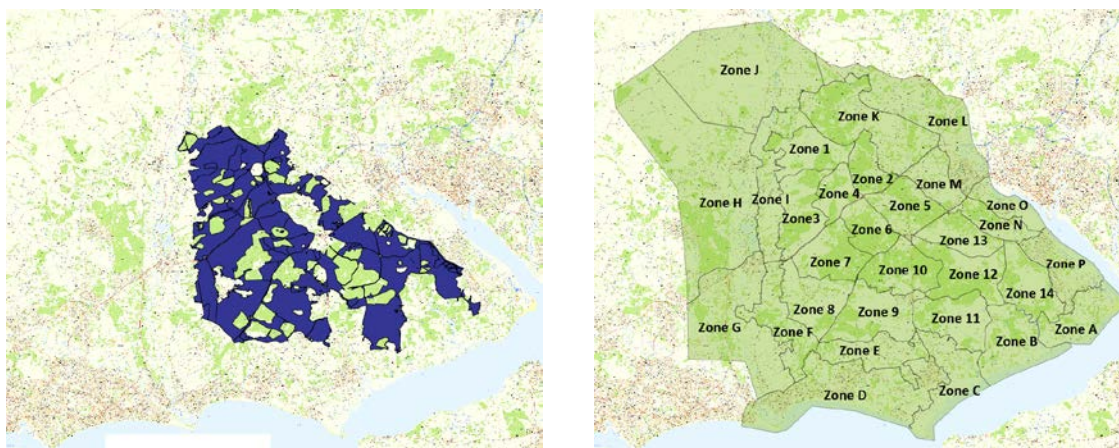 Zone J
Zone K
Zone L
Zone 1
Zone 2
Zone M
Zone H
Zone I
Zone 4
Zone 5
Zone O
Zone3
Zone N
Zone 6
Zone 13
Zone 7
Zone 10
Zone 12
Zone P
Zone 14
Zone 8
Zone 9
Zone 11
Zone G
Zone F
Zone B
Zone A
Zone E
Zone D
Zone C